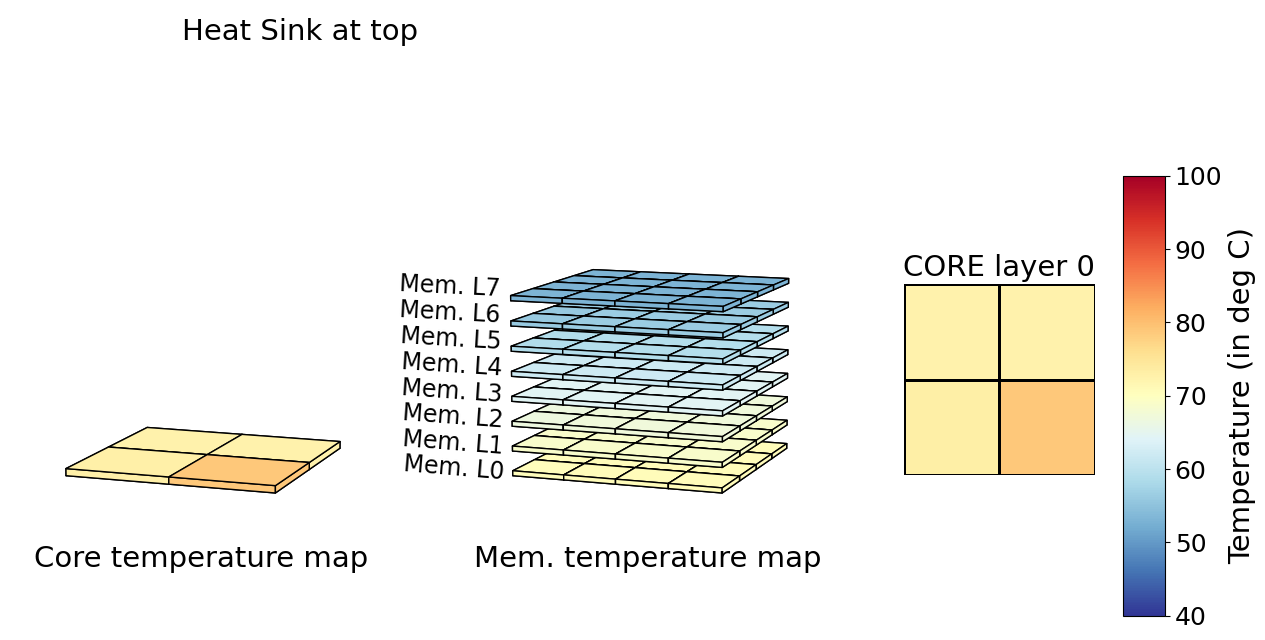 Heat Sink at top
Mem. L7
Mem. L6
Mem. L5
Mem. L4
Mem. L3
Mem. L2
Mem. L1
Mem. L0
Core temperature map
Mem. temperature map
CORE layer 0
100
90
80
70
60
50
40
Temperature (in deg C)